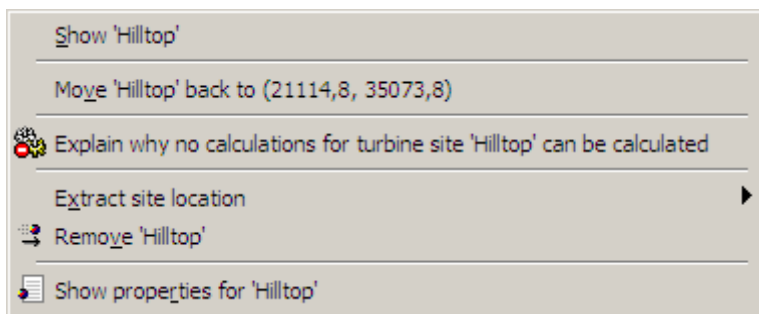 Show 'Hilltop'
Move 'Hilltop' back to (21114,8, 35073,8)
Explain why no calculations for turbine site 'Hilltop' can be calculated
Extract site location
Remove 'Hilltop'
Show properties for 'Hilltop'